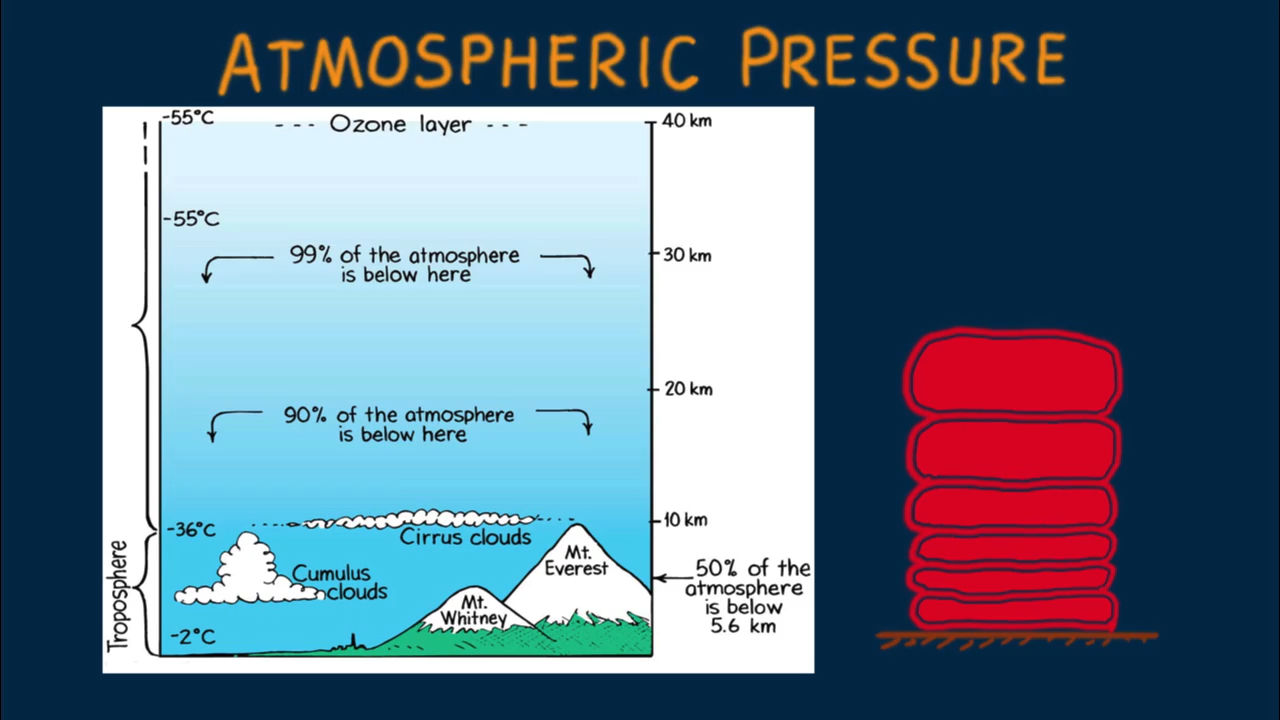 ATMOSPHERIC PRESSURE
-55°C
--- Ozone layer ---
40 km
-55°C
99% of the atmosphere
is below here
30 km
20 km
90% of the atmosphere
is below here
-36°C
10 km
Cirrus clouds
Cumulus
clouds
Mt.
Everest
Mt.
Whitney
50% of the
atmosphere
is below
5.6 km
Troposphere
-2°C